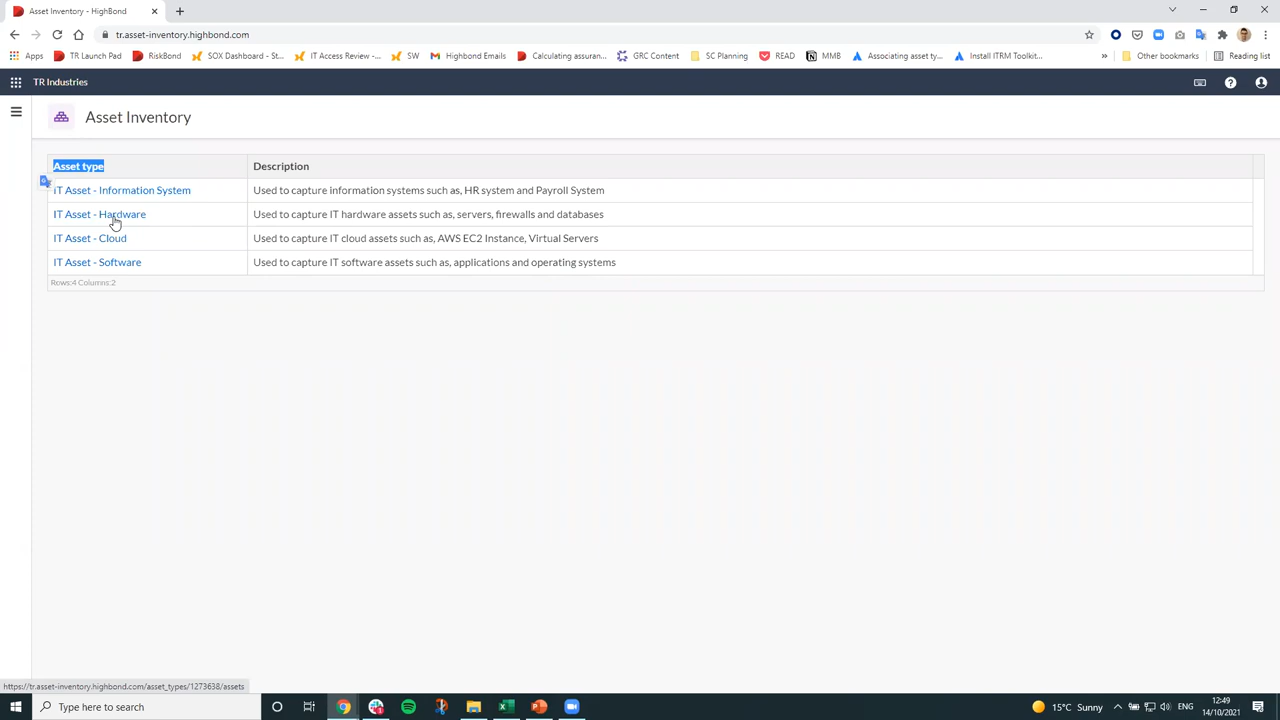 Asset Inventory - HighBond
tr.asset-inventory.highbond.com
Apps
TR Launch Pad
RiskBond
SOX Dashboard - St...
IT Access Review -...
SW
Highbond Emails
Calculating assuran...
GRC Content
SC Planning
READ
MMB
Associating asset ty...
Install ITRM Toolkit...
»
Other bookmarks
Reading list
TR Industries
Asset Inventory
Asset type
Description
IT Asset - Information System
Used to capture information systems such as, HR system and Payroll System
IT Asset - Hardware
Used to capture IT hardware assets such as, servers, firewalls and databases
IT Asset - Cloud
Used to capture IT cloud assets such as, AWS EC2 Instance, Virtual Servers
IT Asset - Software
Used to capture IT software assets such as, applications and operating systems
Rows:4 Columns:2
https://tr.asset-inventory.highbond.com/asset_types/1273638/assets
Type here to search
15°C Sunny
ENG
12:49
14/10/2021